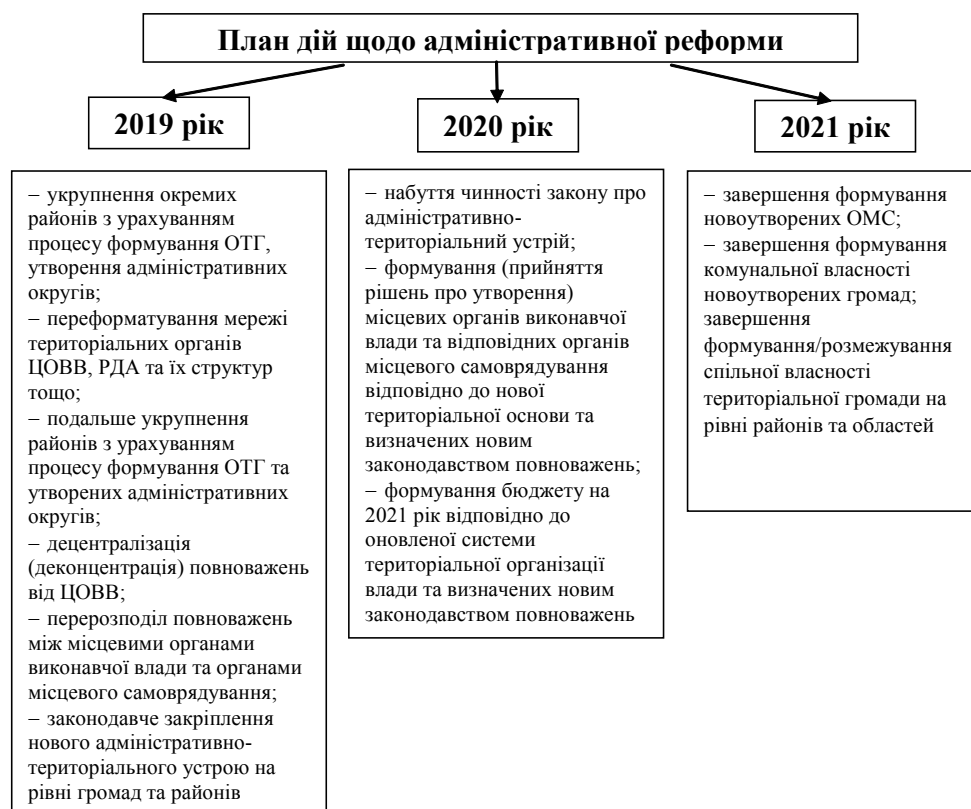 План дій щодо адміністративної реформи
2019 рік
2020 рік
2021 рік
– укрупнення окремих
районів з урахуванням
процесу формування ОТГ,
утворення адміністративних
округів;
– переформатування мережі
територіальних органів
ЦОВВ, РДА та їх структур
тощо;
– подальше укрупнення
районів з урахуванням
процесу формування ОТГ та
утворених адміністративних
округів;
– децентралізація
(деконцентрація) повноважень
від ЦОВВ;
– перерозподіл повноважень
між місцевими органами
виконавчої влади та органами
місцевого самоврядування;
– законодавче закріплення
нового адміністративно-
територіального устрою на
рівні громад та районів
– набуття чинності закону про
адміністративно-
територіальний устрій;
– формування (прийняття
рішень про утворення)
місцевих органів виконавчої
влади та відповідних органів
місцевого самоврядування
відповідно до нової
територіальної основи та
визначених новим
законодавством повноважень;
– формування бюджету на
2021 рік відповідно до
оновленої системи
територіальної організації
влади та визначених новим
законодавством повноважень
– завершення формування
новоутворених ОМС;
– завершення формування
комунальної власності
новоутворених громад;
завершення
формування/розмежування
спільної власності
територіальної громади на
рівні районів та областей